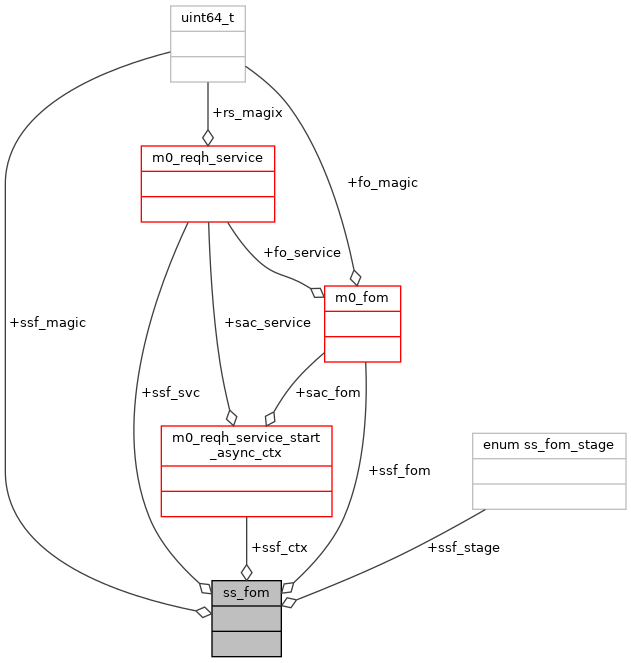 uint64_t
+rs_magix
m0_reqh_service
+fo_magic
+fo_service
m0_fom
+ssf_magic
+sac_service
+ssf_svc
+sac_fom
m0_reqh_service_start
_async_ctx
enum ss_fom_stage
+ssf_fom
+ssf_ctx
+ssf_stage
ss_fom